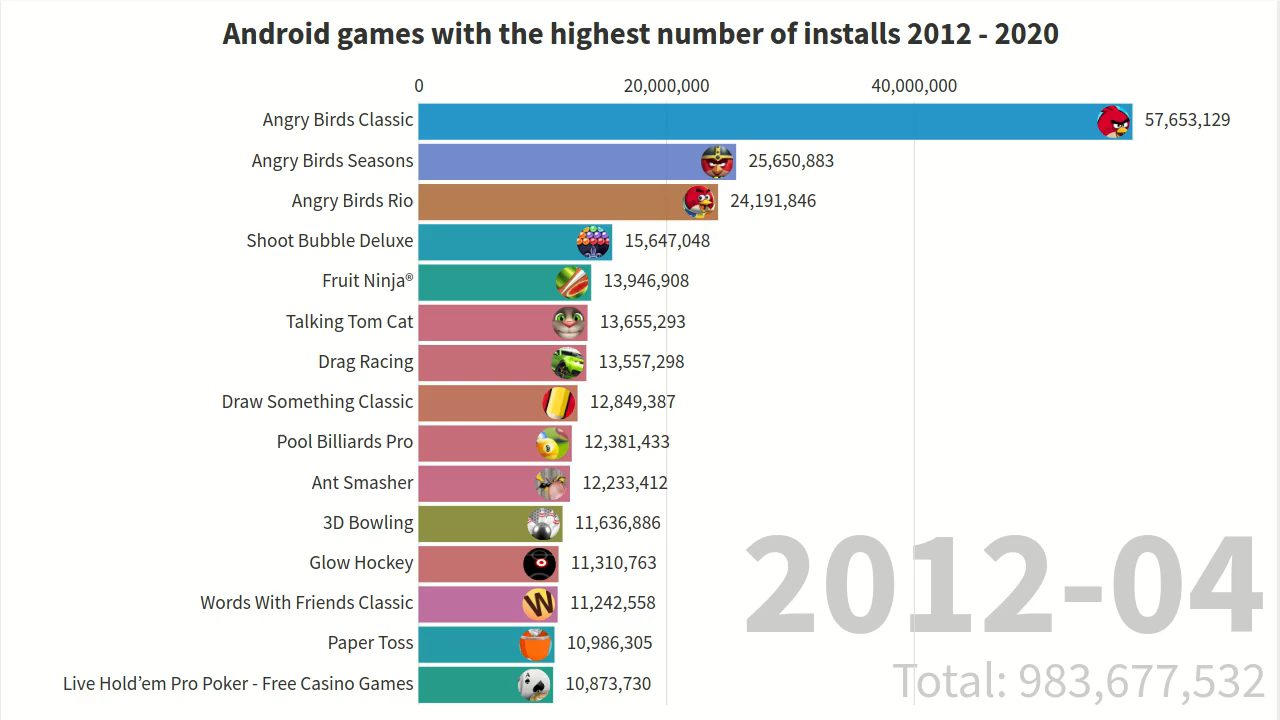 Android games with the highest number of installs 2012 - 2020
0 20,000,000 40,000,000
Angry Birds Classic 57,653,129
Angry Birds Seasons 25,650,883
Angry Birds Rio 24,191,846
Shoot Bubble Deluxe 15,647,048
Fruit Ninja® 13,946,908
Talking Tom Cat 13,655,293
Drag Racing 13,557,298
Draw Something Classic 12,849,387
Pool Billiards Pro 12,381,433
Ant Smasher 12,233,412
3D Bowling 11,636,886
Glow Hockey 11,310,763
Words With Friends Classic 11,242,558
Paper Toss 10,986,305
Live Hold’em Pro Poker - Free Casino Games 10,873,730
2012-04
Total: 983,677,532